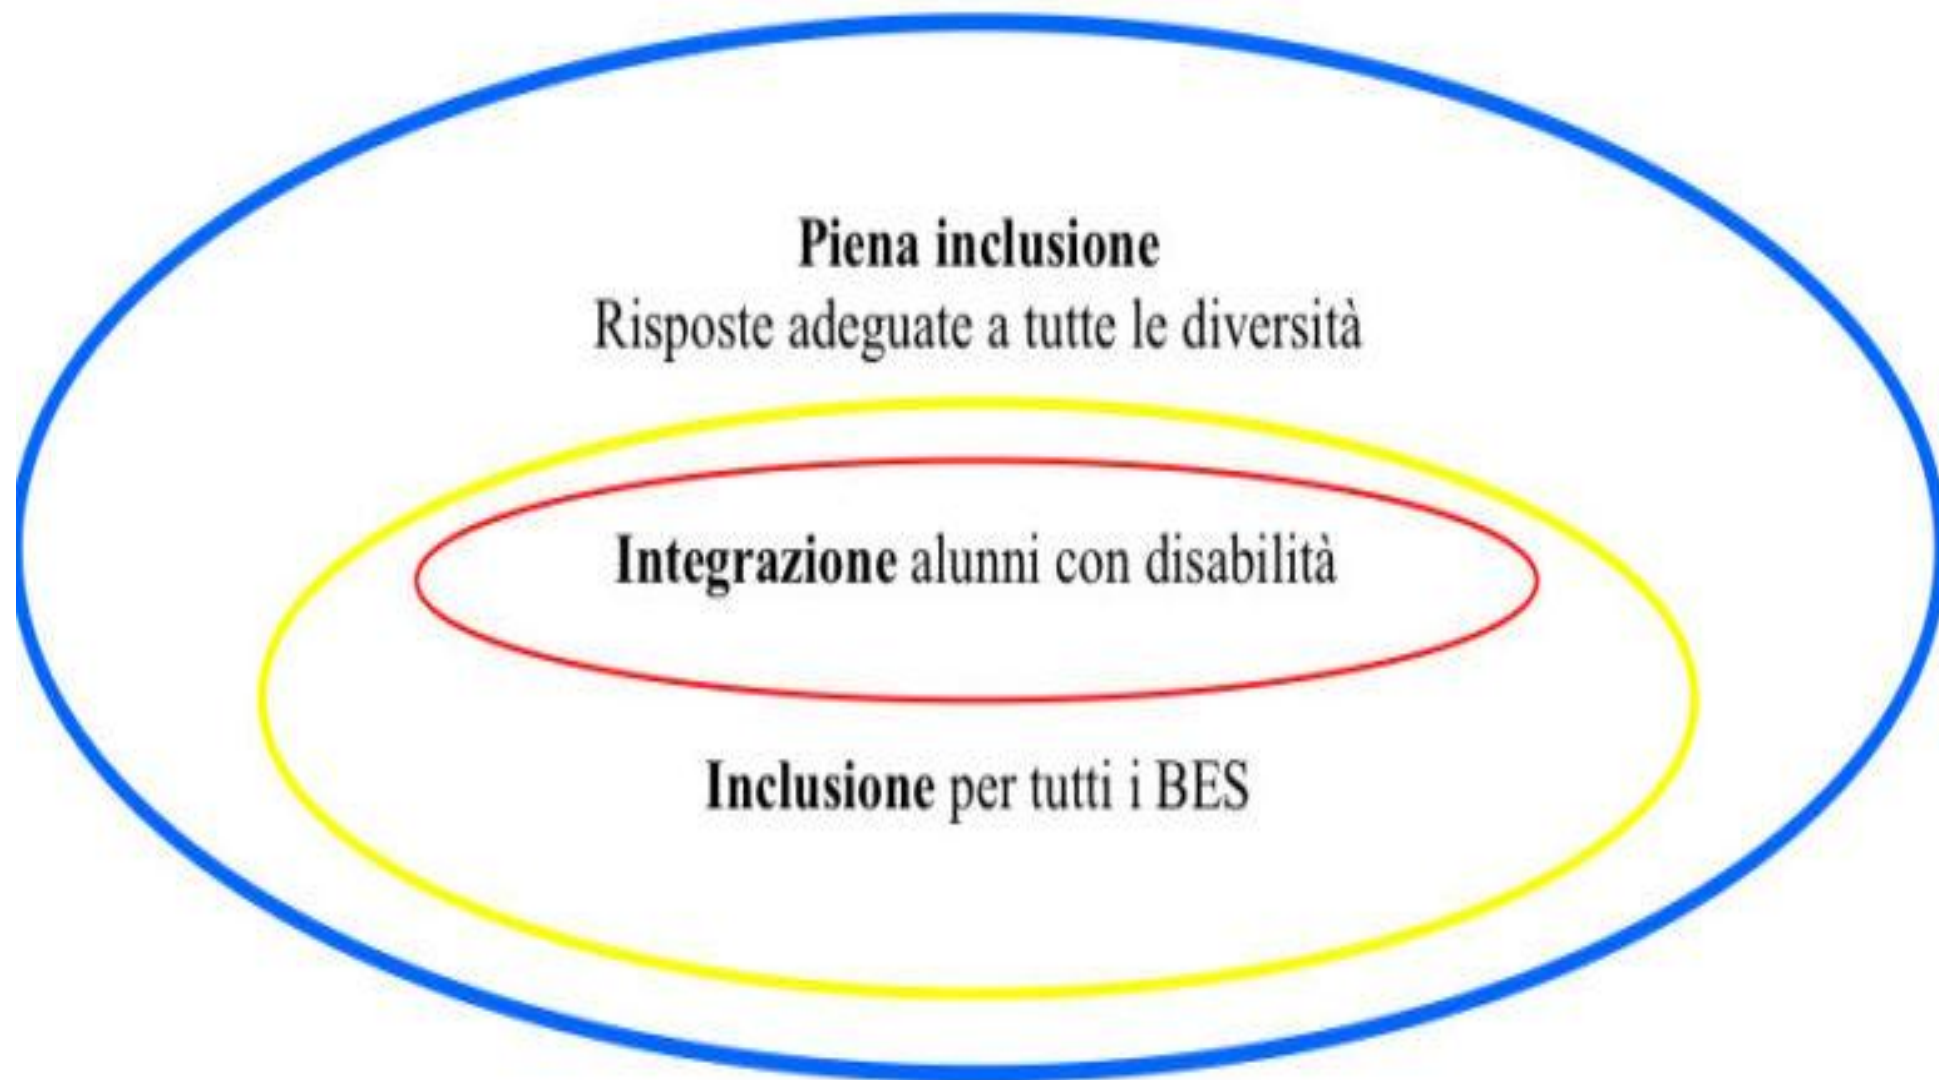 Piena inclusione
Risposte adeguate a tutte le diversità
Integrazione alunni con disabilità
Inclusione per tutti i BES